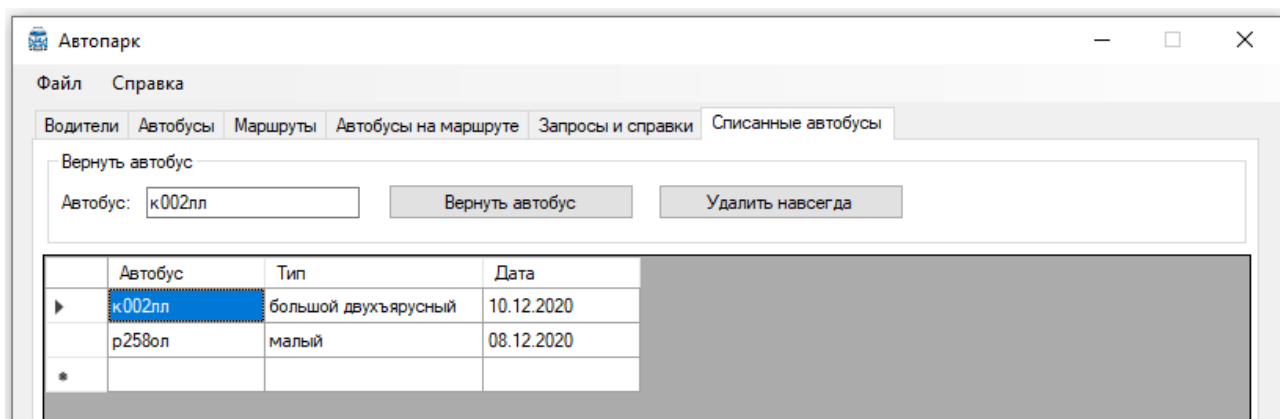 Автопарк
Файл Справка
Водители Автобусы Маршруты Автобусы на маршруте Запросы и справки Списанные автобусы
Вернуть автобус
Автобус: к002лл Вернуть автобус Удалить навсегда
Автобус Тип Дата
к002лл большой двухъярусный 10.12.2020
р258ол малый 08.12.2020